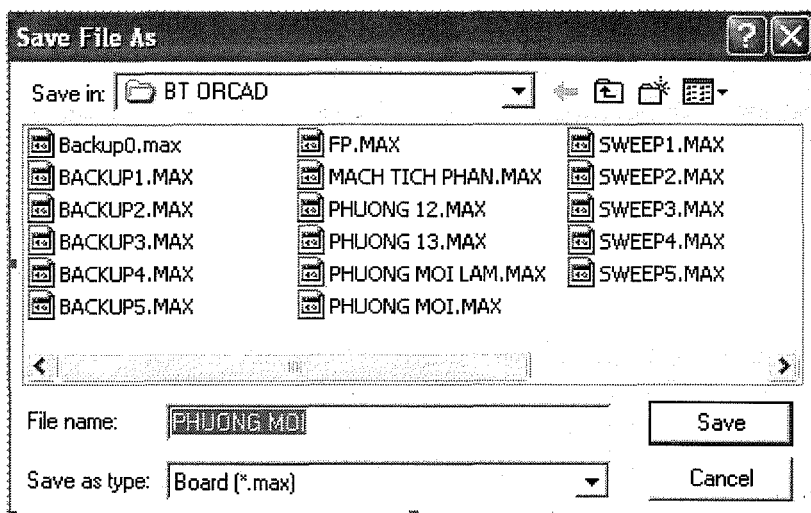 Save File As
Save in: BT ORCAD
Backup0.max
BACKUP1.MAX
BACKUP2.MAX
BACKUP3.MAX
BACKUP4.MAX
BACKUP5.MAX
FP.MAX
MACH TICH PHAN.MAX
PHUONG 12.MAX
PHUONG 13.MAX
PHUONG MOI LAM.MAX
PHUONG MOI.MAX
SWEEP1.MAX
SWEEP2.MAX
SWEEP3.MAX
SWEEP4.MAX
SWEEP5.MAX
File name: PHUONG MOI
Save
Save as type: Board (*.max)
Cancel